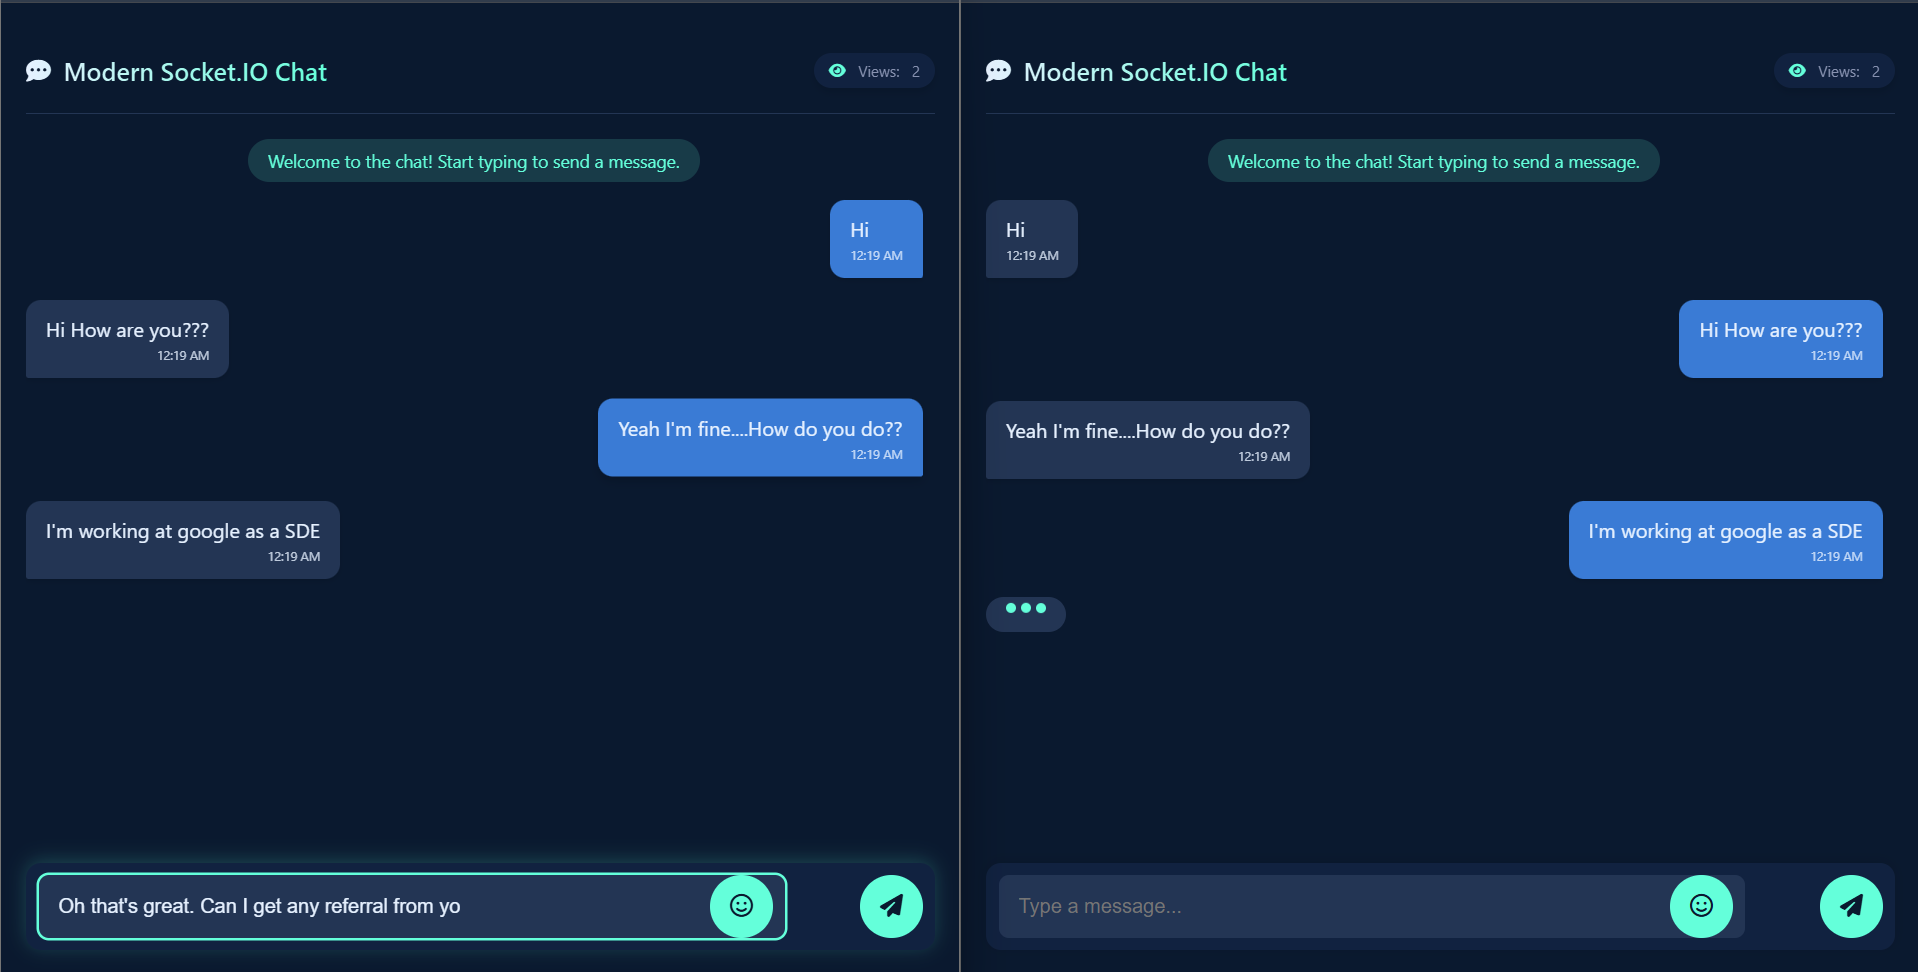 Modern Socket.IO Chat
Views: 2
Welcome to the chat! Start typing to send a message.
Hi
12:19 AM
Hi How are you???
12:19 AM
Yeah I'm fine....How do you do??
12:19 AM
I'm working at google as a SDE
12:19 AM
Oh that's great. Can I get any referral from yo
Modern Socket.IO Chat
Views: 2
Welcome to the chat! Start typing to send a message.
Hi
12:19 AM
Hi How are you???
12:19 AM
Yeah I'm fine....How do you do??
12:19 AM
I'm working at google as a SDE
12:19 AM
Type a message...